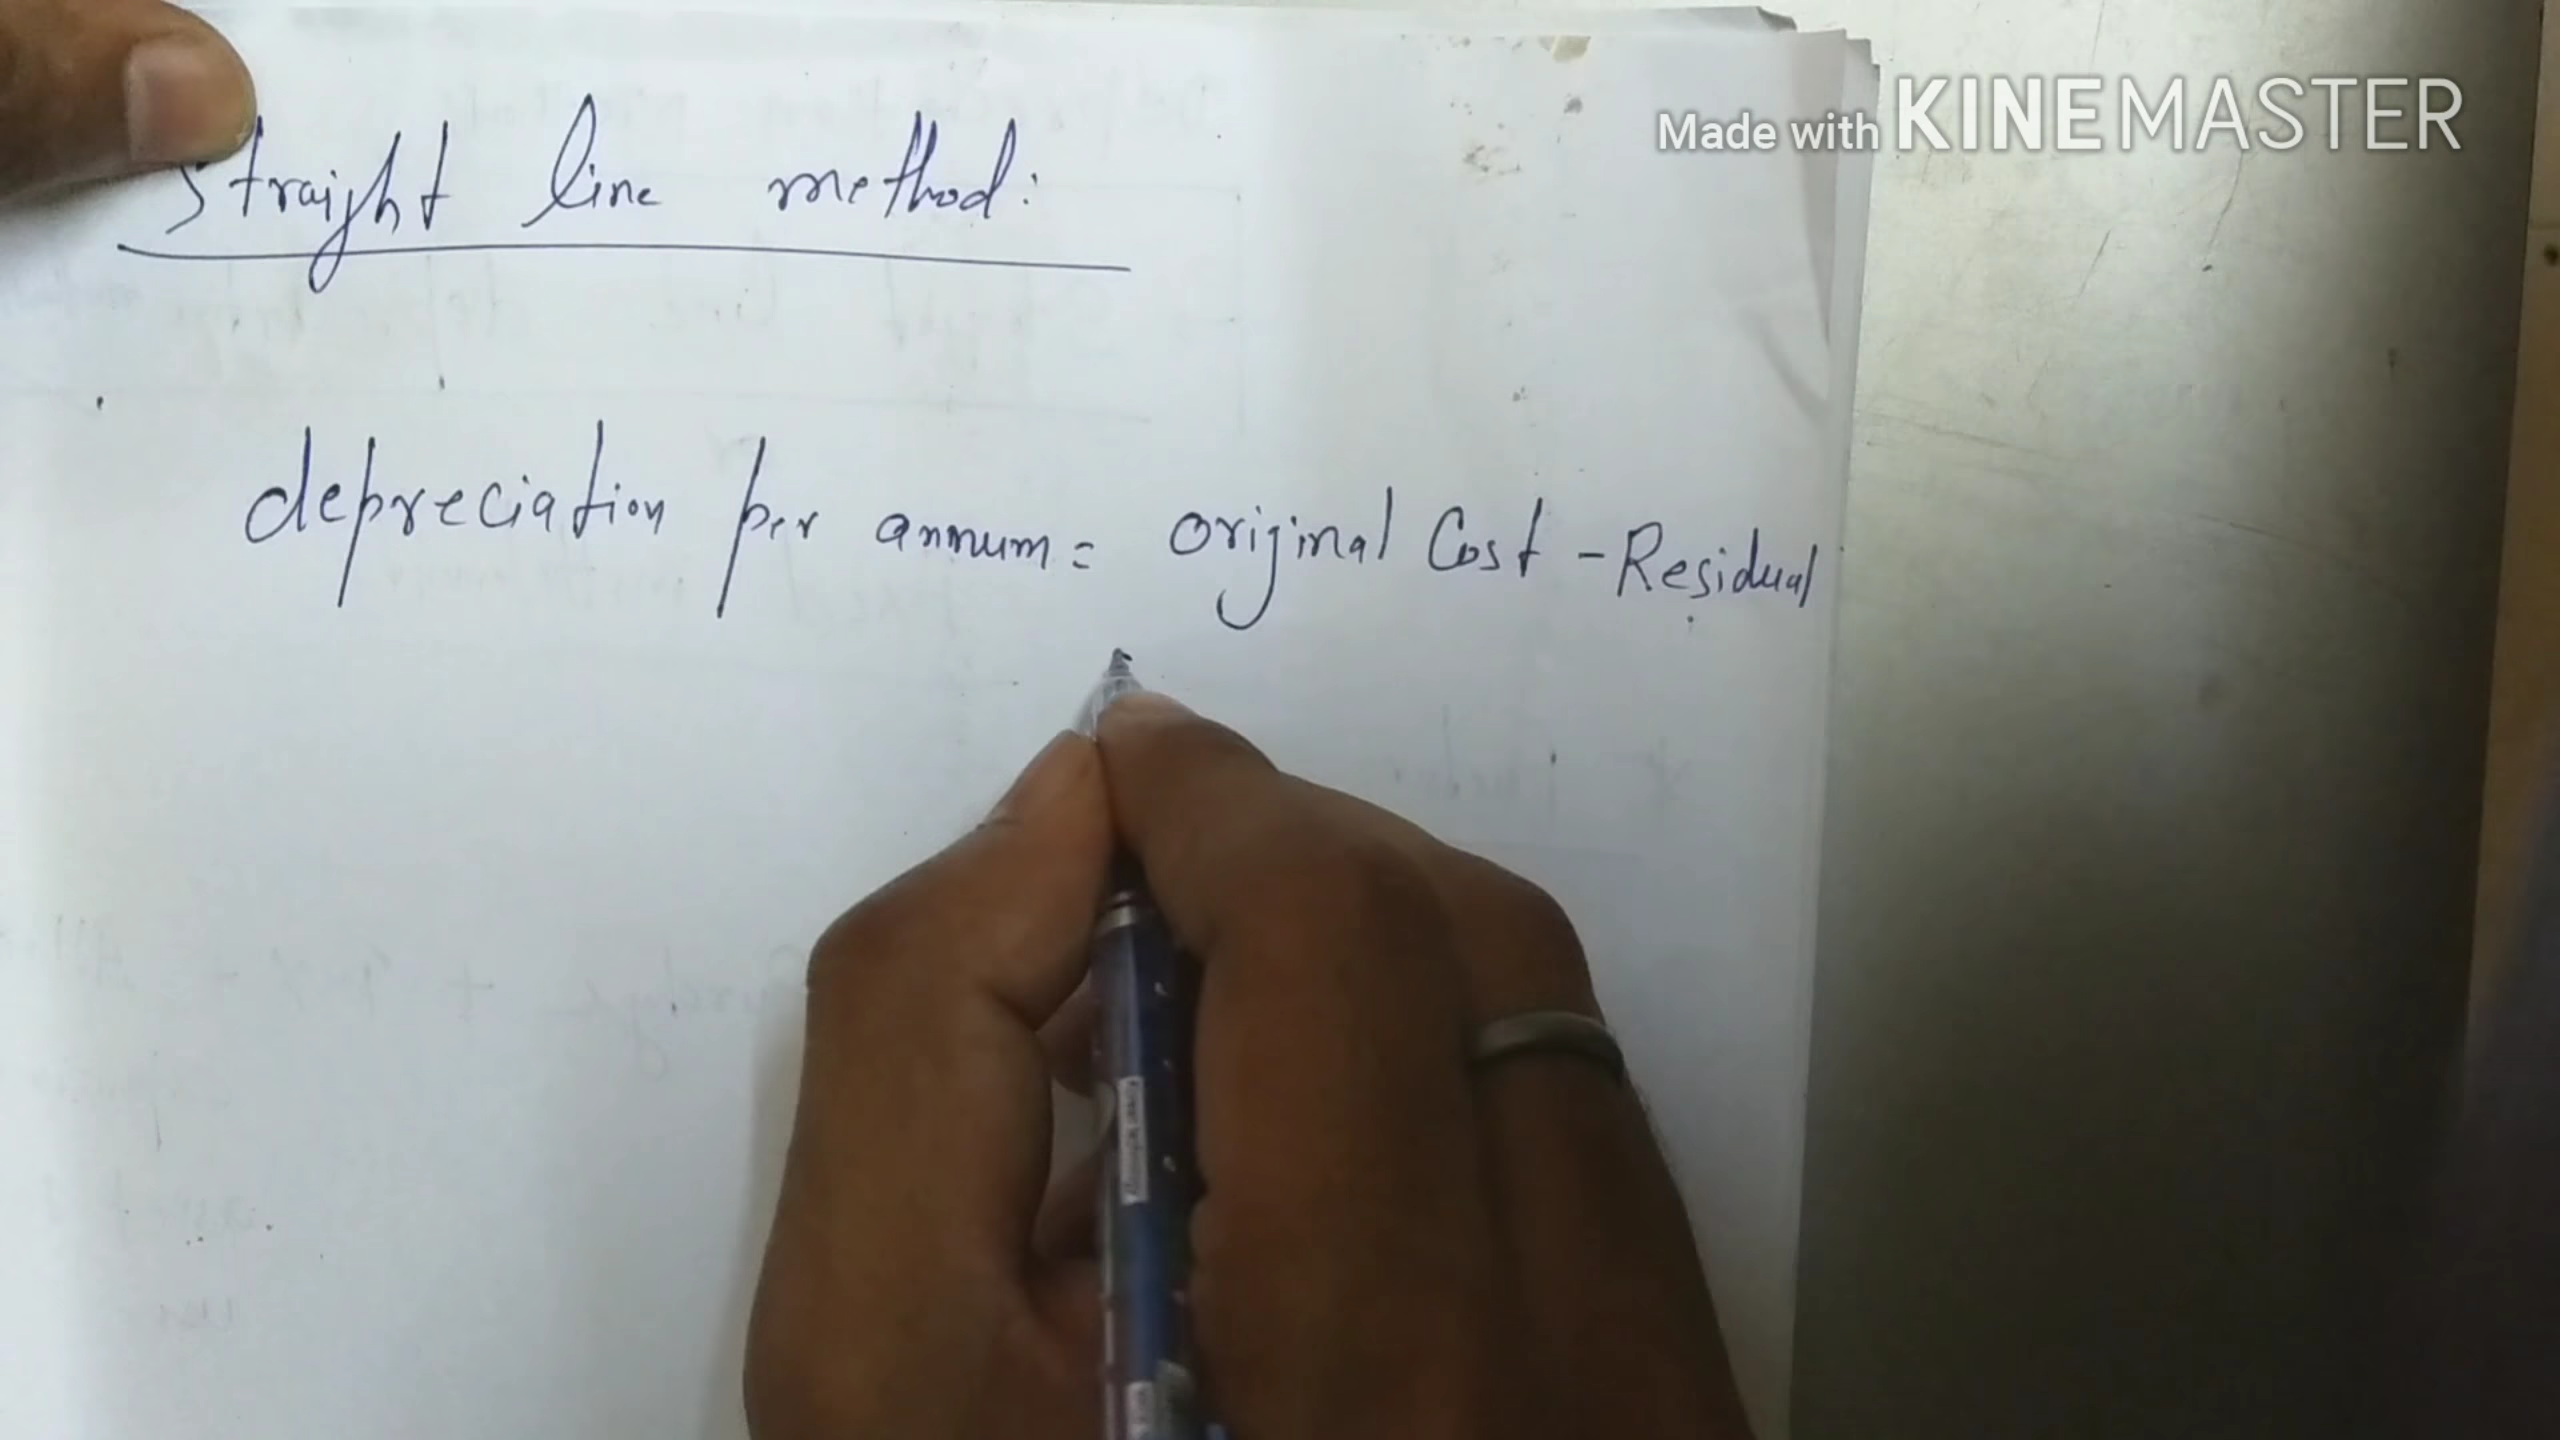 Straight line method:
Made with KINEMASTER
depreciation per annum = original Cost - Residual